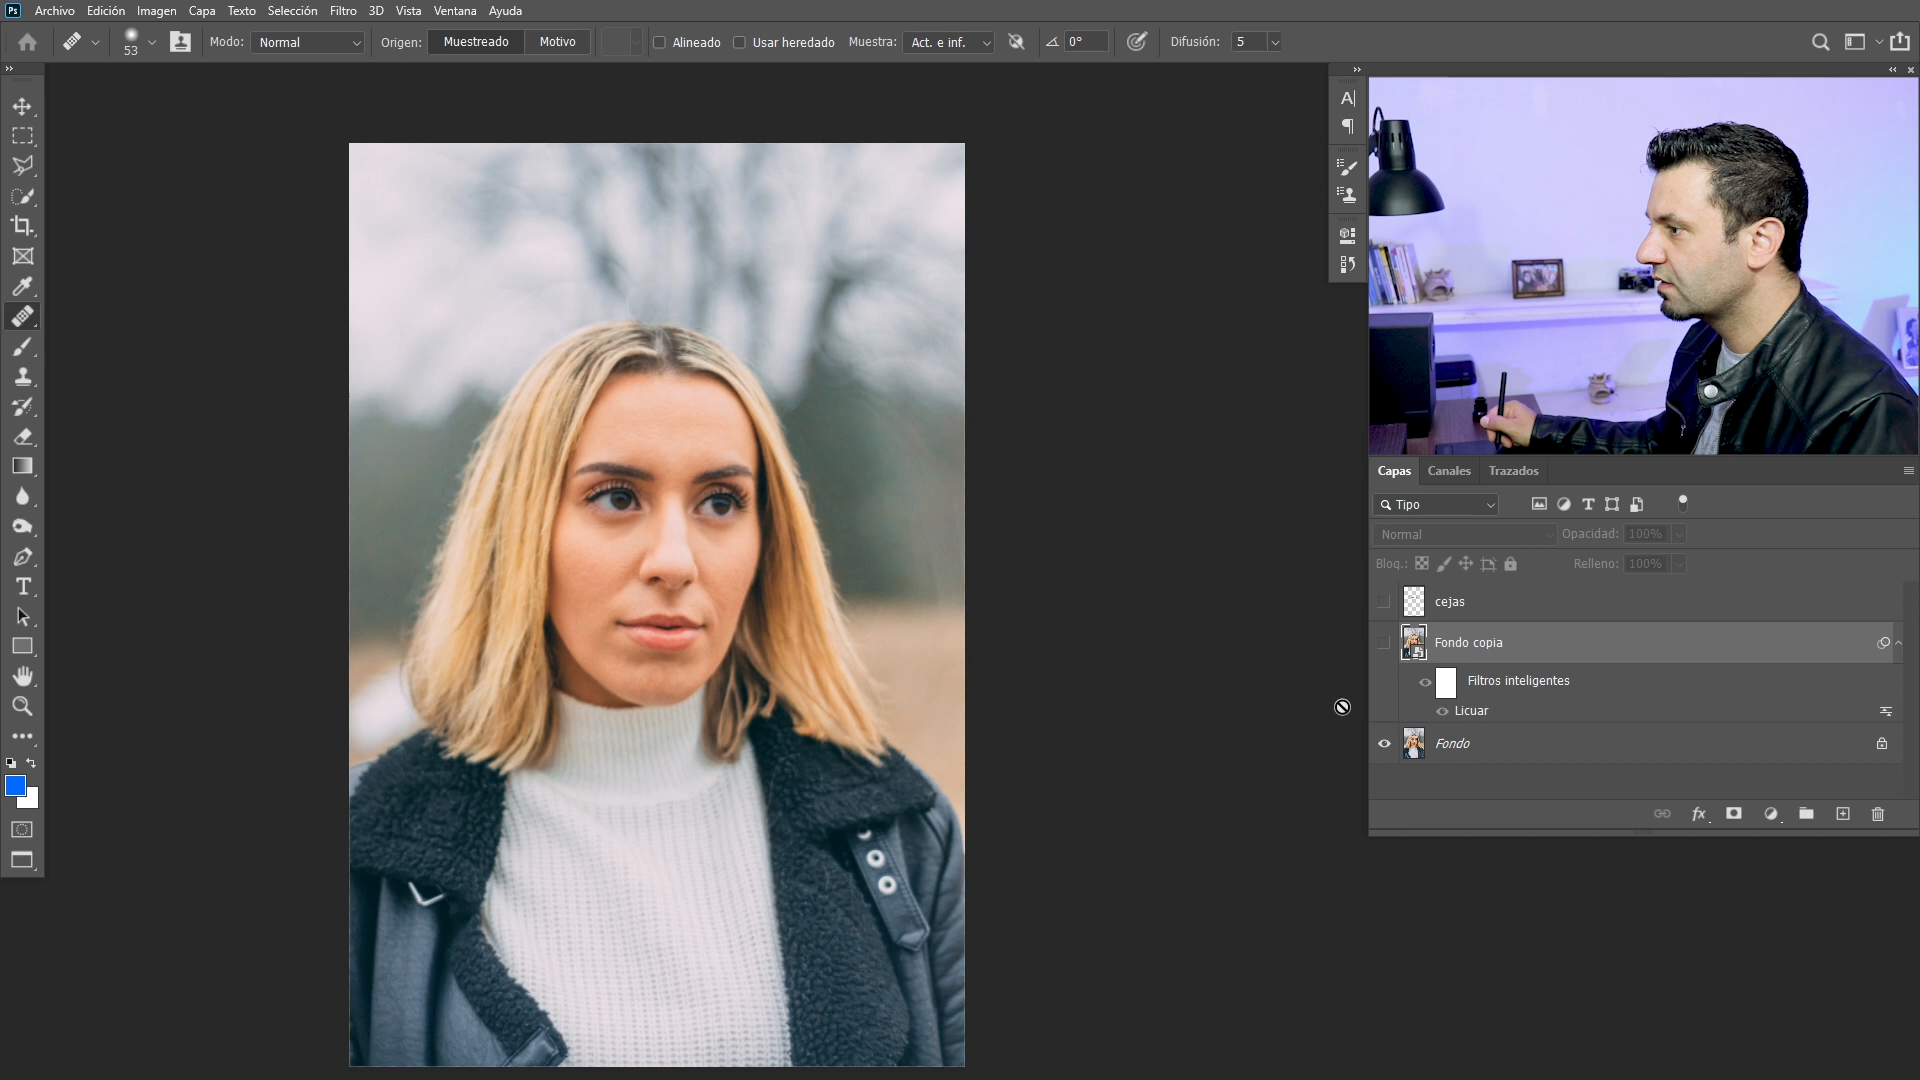 Ps Archivo Edición Imagen Capa Texto Selección Filtro 3D Vista Ventana Ayuda
53 Modo: Normal Origen: Muestreado Motivo Alineado Usar heredado Muestra: Act. e inf. 0° Difusión: 5
Capas Canales Trazados
Tipo
Normal Opacidad: 100%
Bloq.: Relleno: 100%
cejas
Fondo copia
Filtros inteligentes
Licuar
Fondo
fx